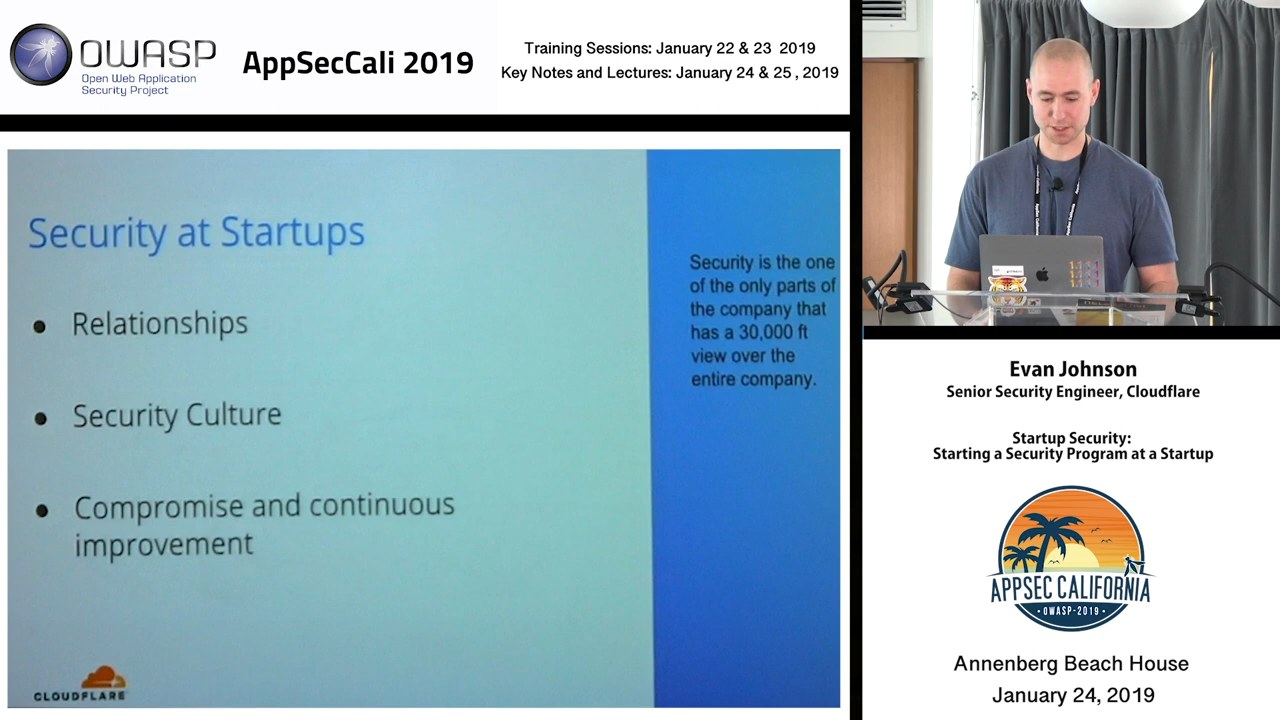 OWASP
Open Web Application
Security Project
AppSecCali 2019
Training Sessions: January 22 & 23 2019
Key Notes and Lectures: January 24 & 25, 2019
Security at Startups
• Relationships
• Security Culture
• Compromise and continuous
improvement
Security is the one
of the only parts of
the company that
has a 30,000 ft
view over the
entire company.
CLOUDFLARE
Evan Johnson
Senior Security Engineer, Cloudflare
Startup Security:
Starting a Security Program at a Startup
APPSEC CALIFORNIA
OWASP-2019
Annenberg Beach House
January 24, 2019